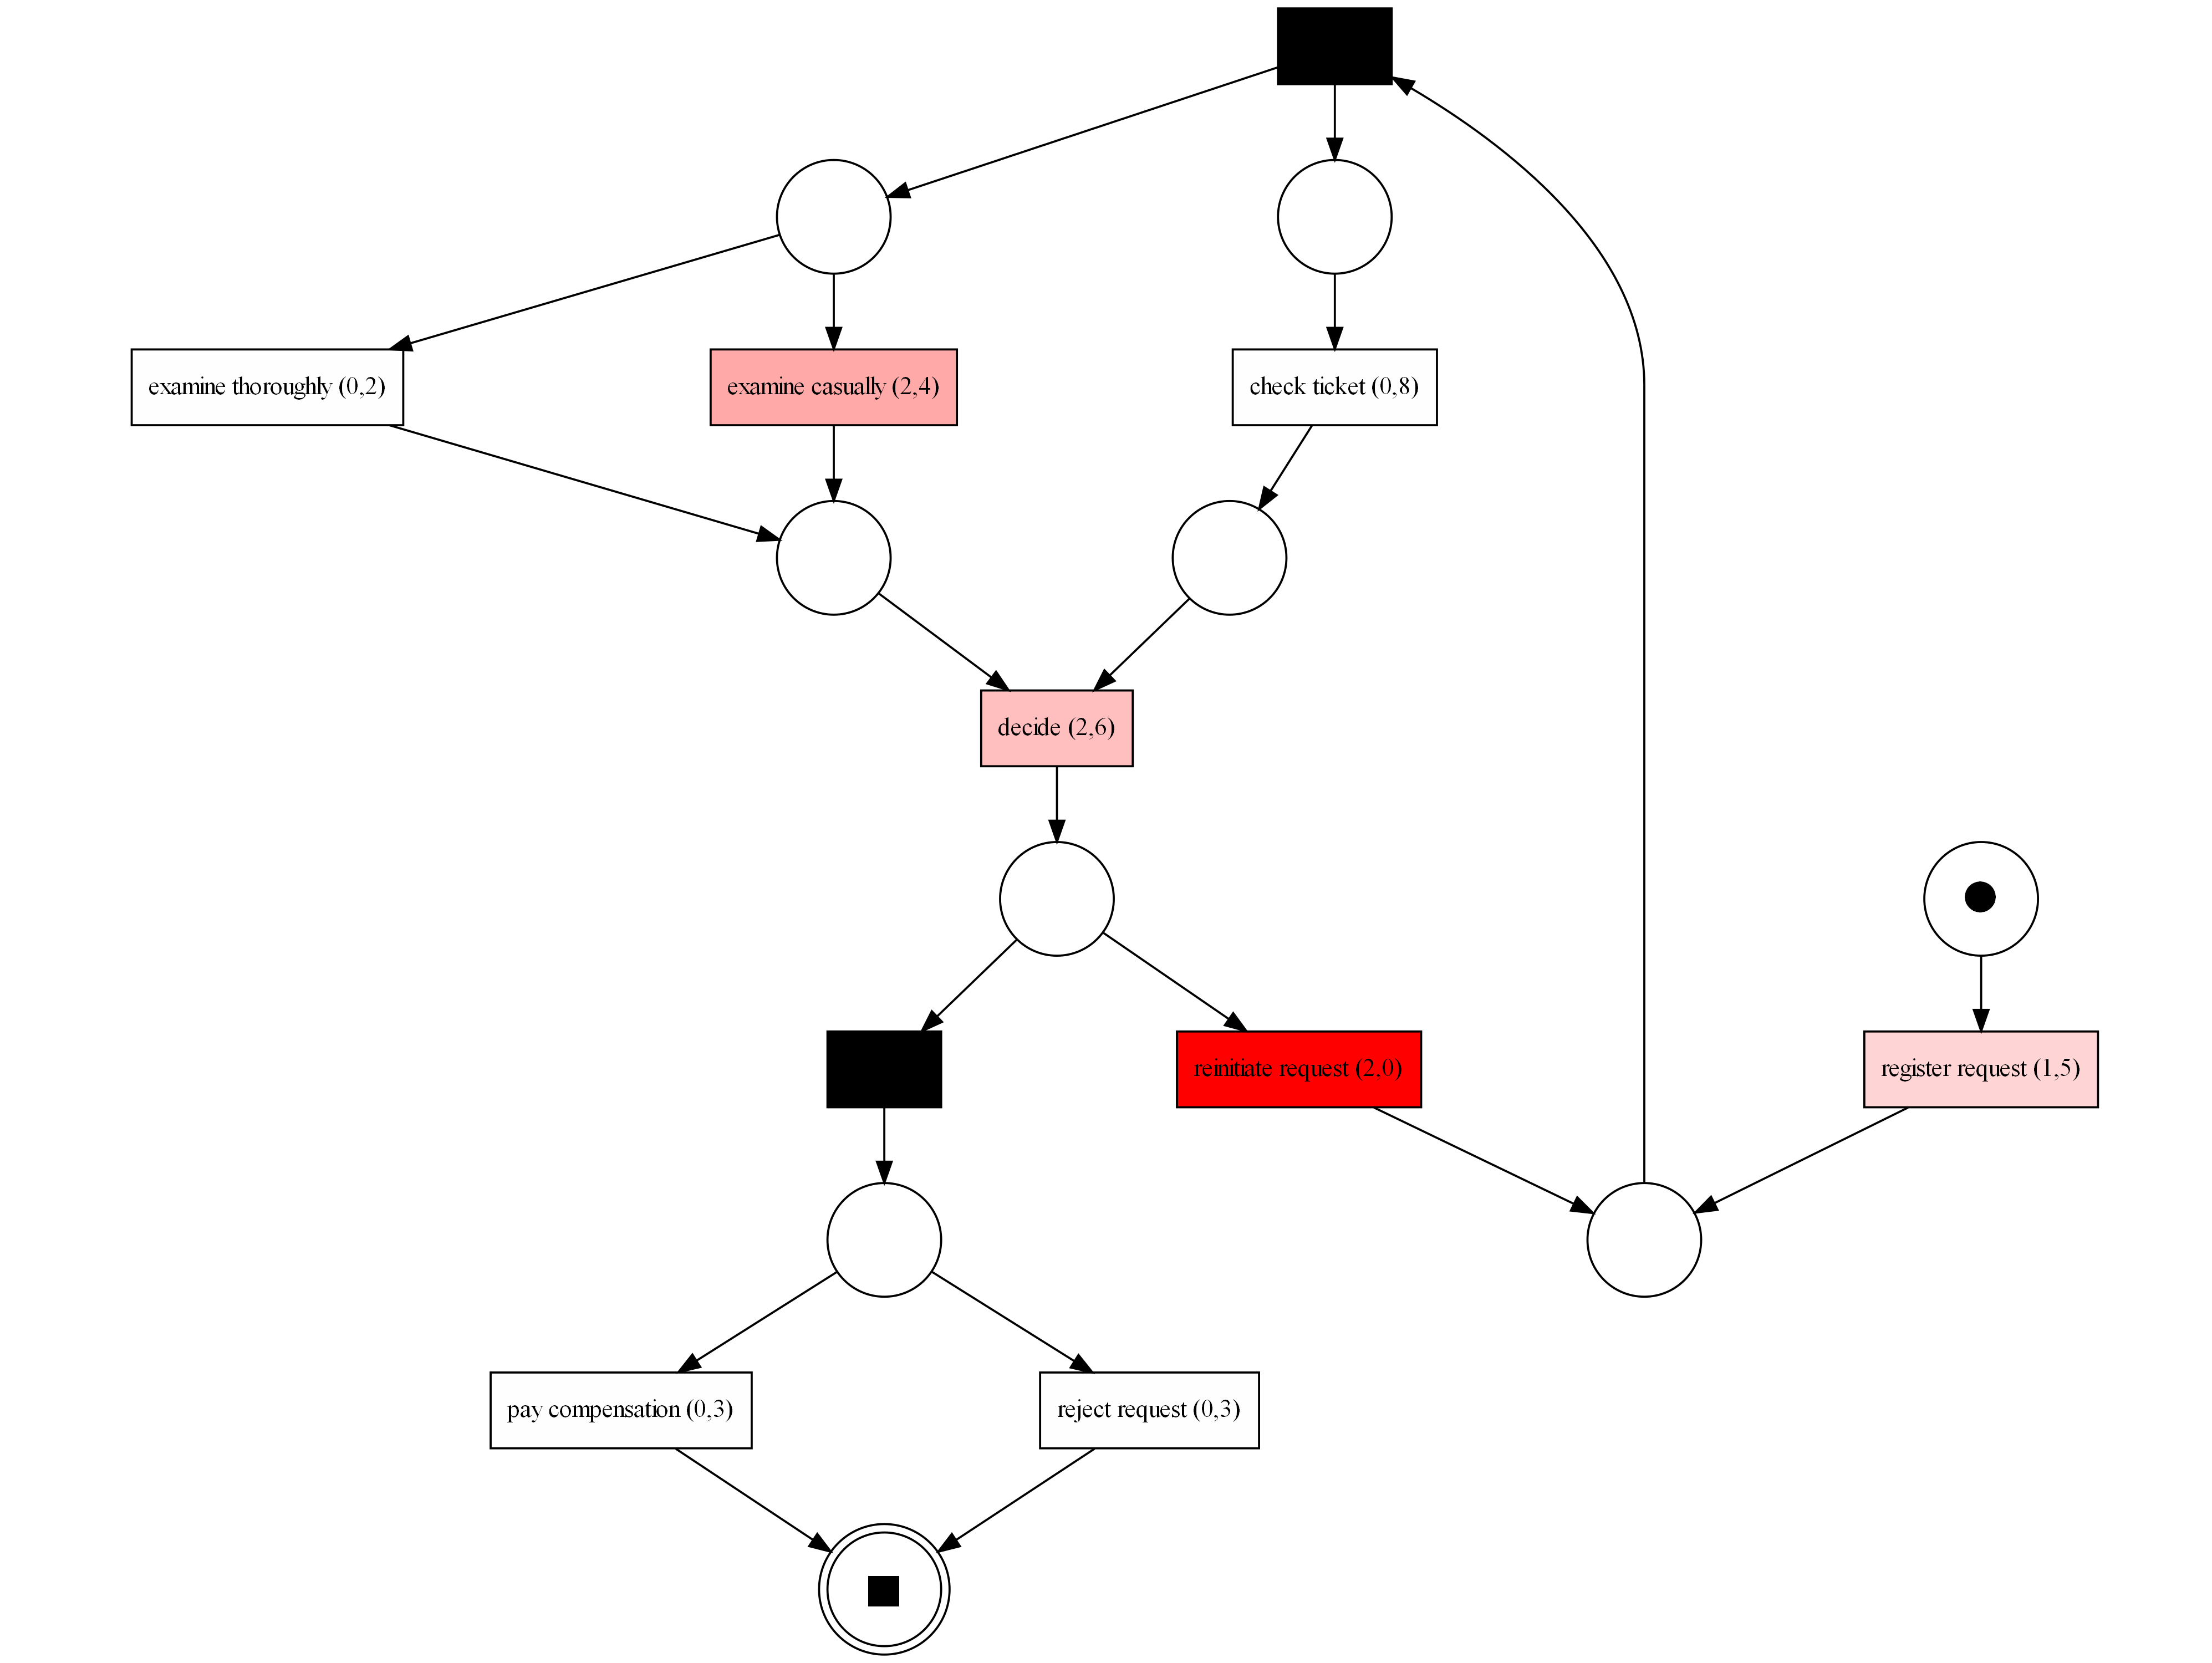 examine thoroughly (0,2)
examine casually (2,4)
check ticket (0,8)
decide (2,6)
reinitiate request (2,0)
register request (1,5)
pay compensation (0,3)
reject request (0,3)